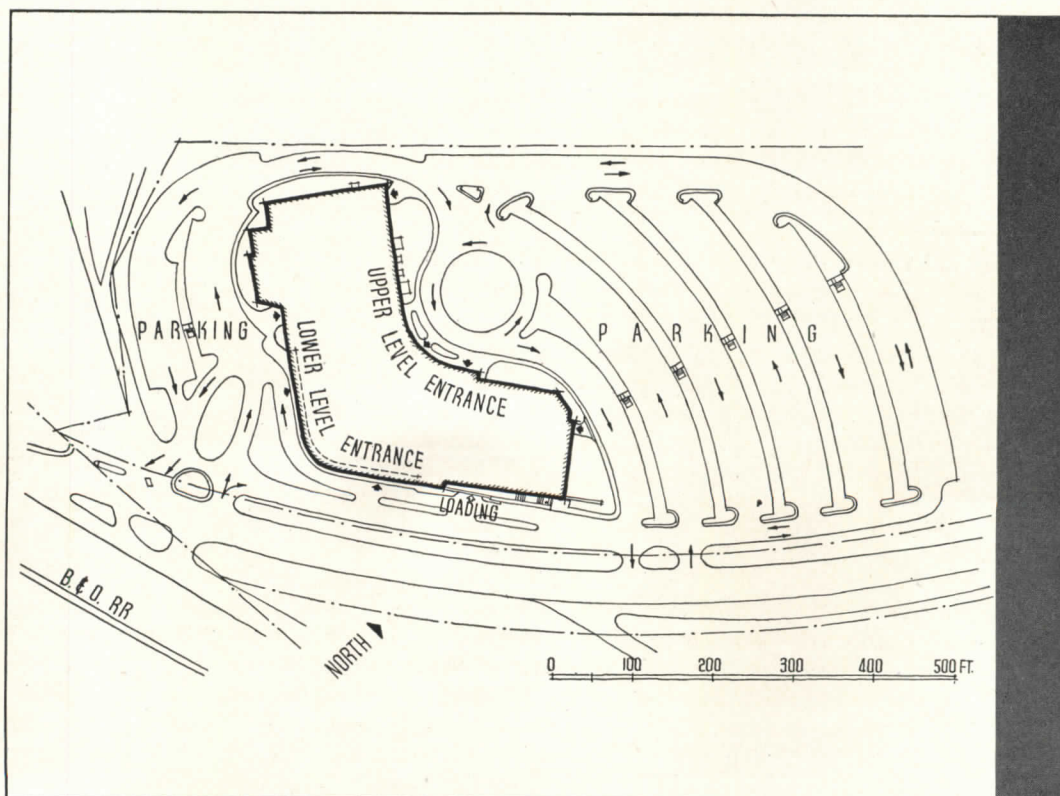 PARKING
PARKING
UPPER LEVEL ENTRANCE
LOWER LEVEL ENTRANCE
LOADING
B. & O. RR
NORTH
0 100 200 300 400 500 FT.